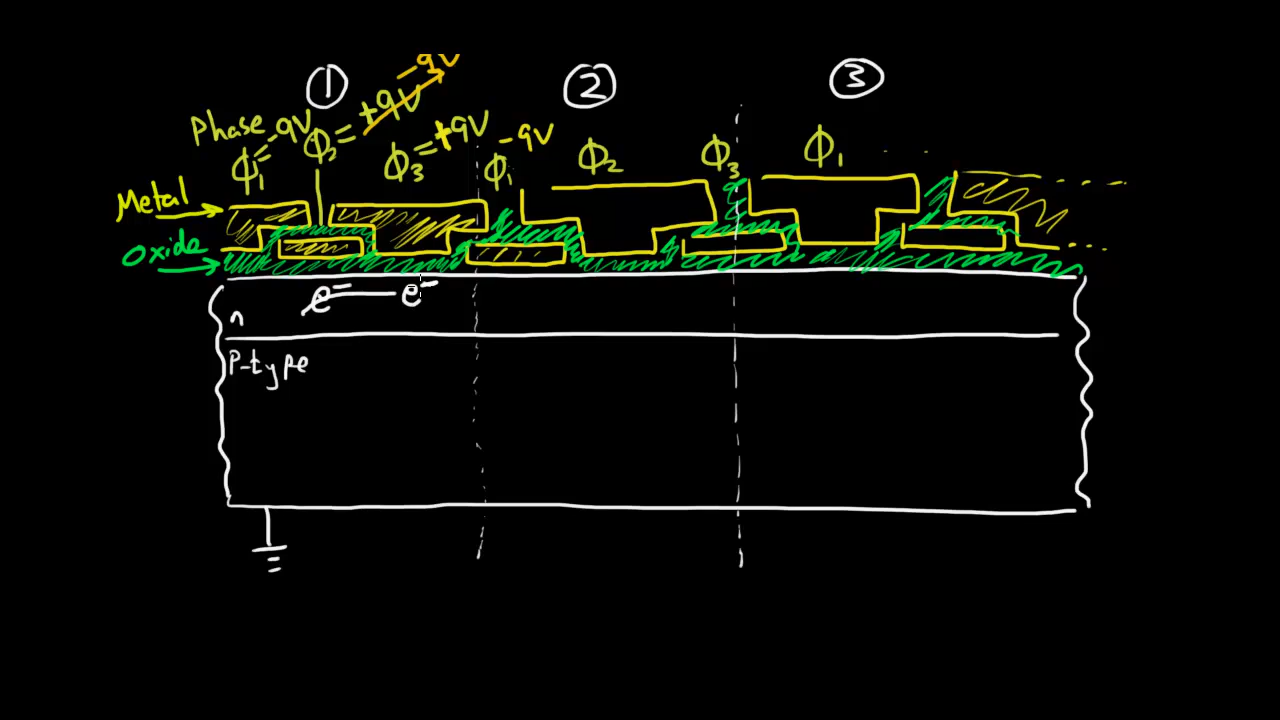 ① ② ③
-9V
+9V
Phase -9V
ϕ₁= ϕ₂= ϕ₃= +9V ϕ₁ -9V ϕ₂ ϕ₃ ϕ₁
Metal
Oxide
e⁻ e⁻
n
P-type